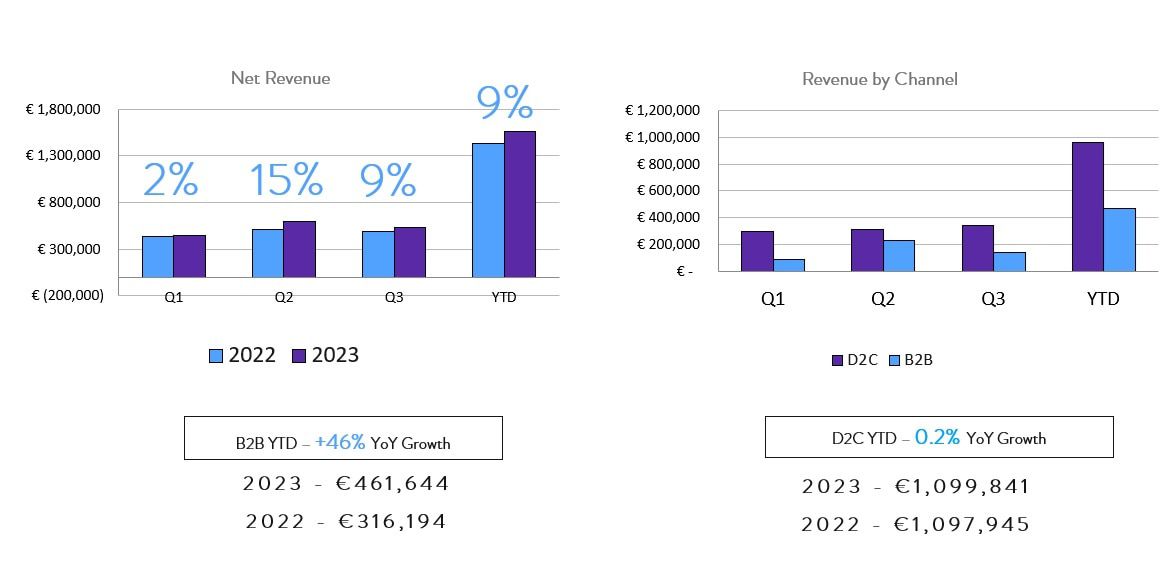 Net Revenue
9%
€ 1,800,000
€ 1,300,000
2% 15% 9%
€ 800,000
€ 300,000
€ (200,000)
Q1 Q2 Q3 YTD
2022 2023
Revenue by Channel
€ 1,200,000
€ 1,000,000
€ 800,000
€ 600,000
€ 400,000
€ 200,000
€ -
Q1 Q2 Q3 YTD
D2C B2B
B2B YTD – +46% YoY Growth
2023 - €461,644
2022 - €316,194
D2C YTD – 0.2% YoY Growth
2023 - €1,099,841
2022 - €1,097,945